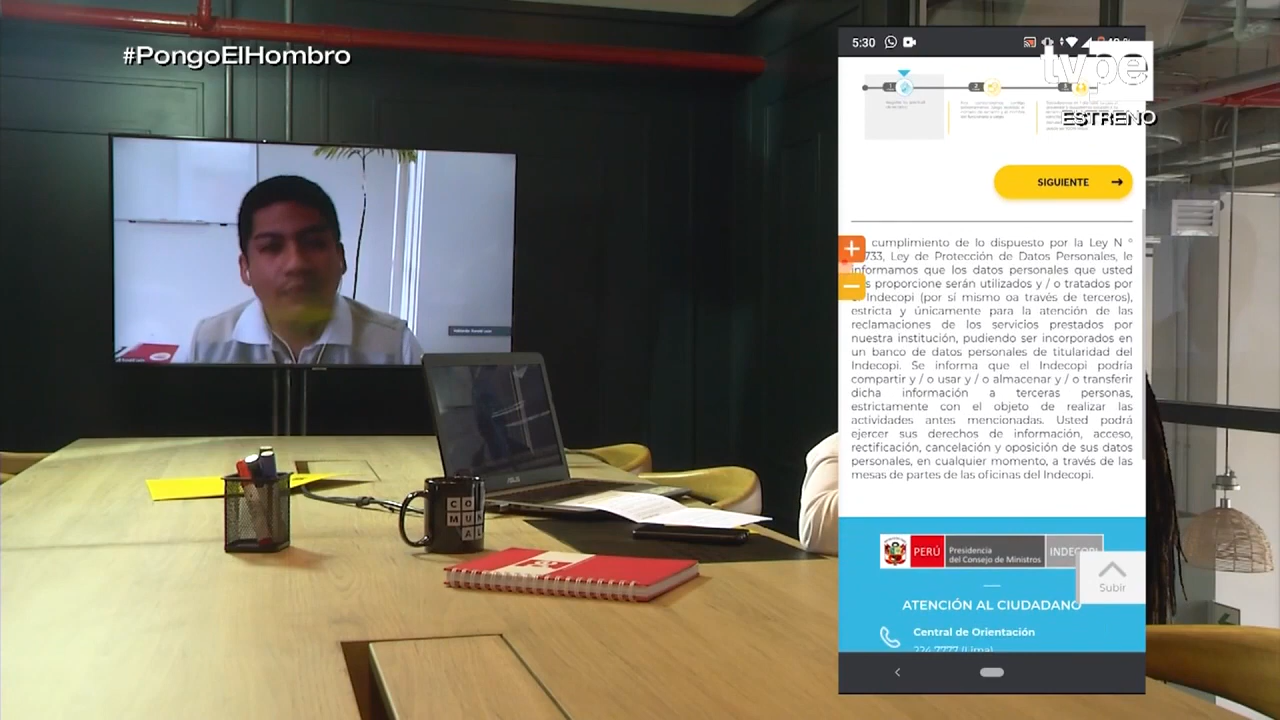 #PongoElHombro
tvpe
ESTRENO
5:30
SIGUIENTE
cumplimiento de lo dispuesto por la Ley N °
733, Ley de Protección de Datos Personales, le
informamos que los datos personales que usted
proporcione serán utilizados y / o tratados por
Indecopi (por sí mismo oa través de terceros),
estricta y únicamente para la atención de las
reclamaciones de los servicios prestados por
nuestra institución, pudiendo ser incorporados en
un banco de datos personales de titularidad del
Indecopi. Se informa que el Indecopi podría
compartir y / o usar y / o almacenar y / o transferir
dicha información a terceras personas,
estrictamente con el objeto de realizar las
actividades antes mencionadas. Usted podrá
ejercer sus derechos de información, acceso,
rectificación, cancelación y oposición de sus datos
personales, en cualquier momento, a través de las
mesas de partes de las oficinas del Indecopi.
PERÚ
Presidencia
del Consejo de Ministros
INDECOPI
Subir
ATENCIÓN AL CIUDADANO
Central de Orientación
224 7777 (Lima)
ASUS
CO
MUN
AL